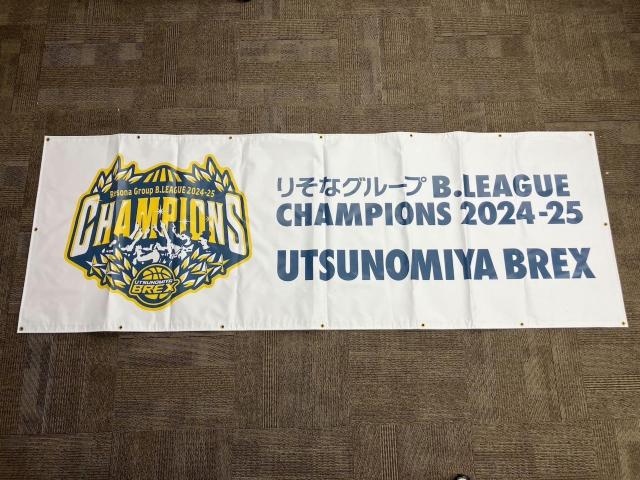 Resona Group B.LEAGUE 2024-25
CHAMPIONS
UTSUNOMIYA
BREX
りそなグループ B.LEAGUE
CHAMPIONS 2024-25
UTSUNOMIYA BREX